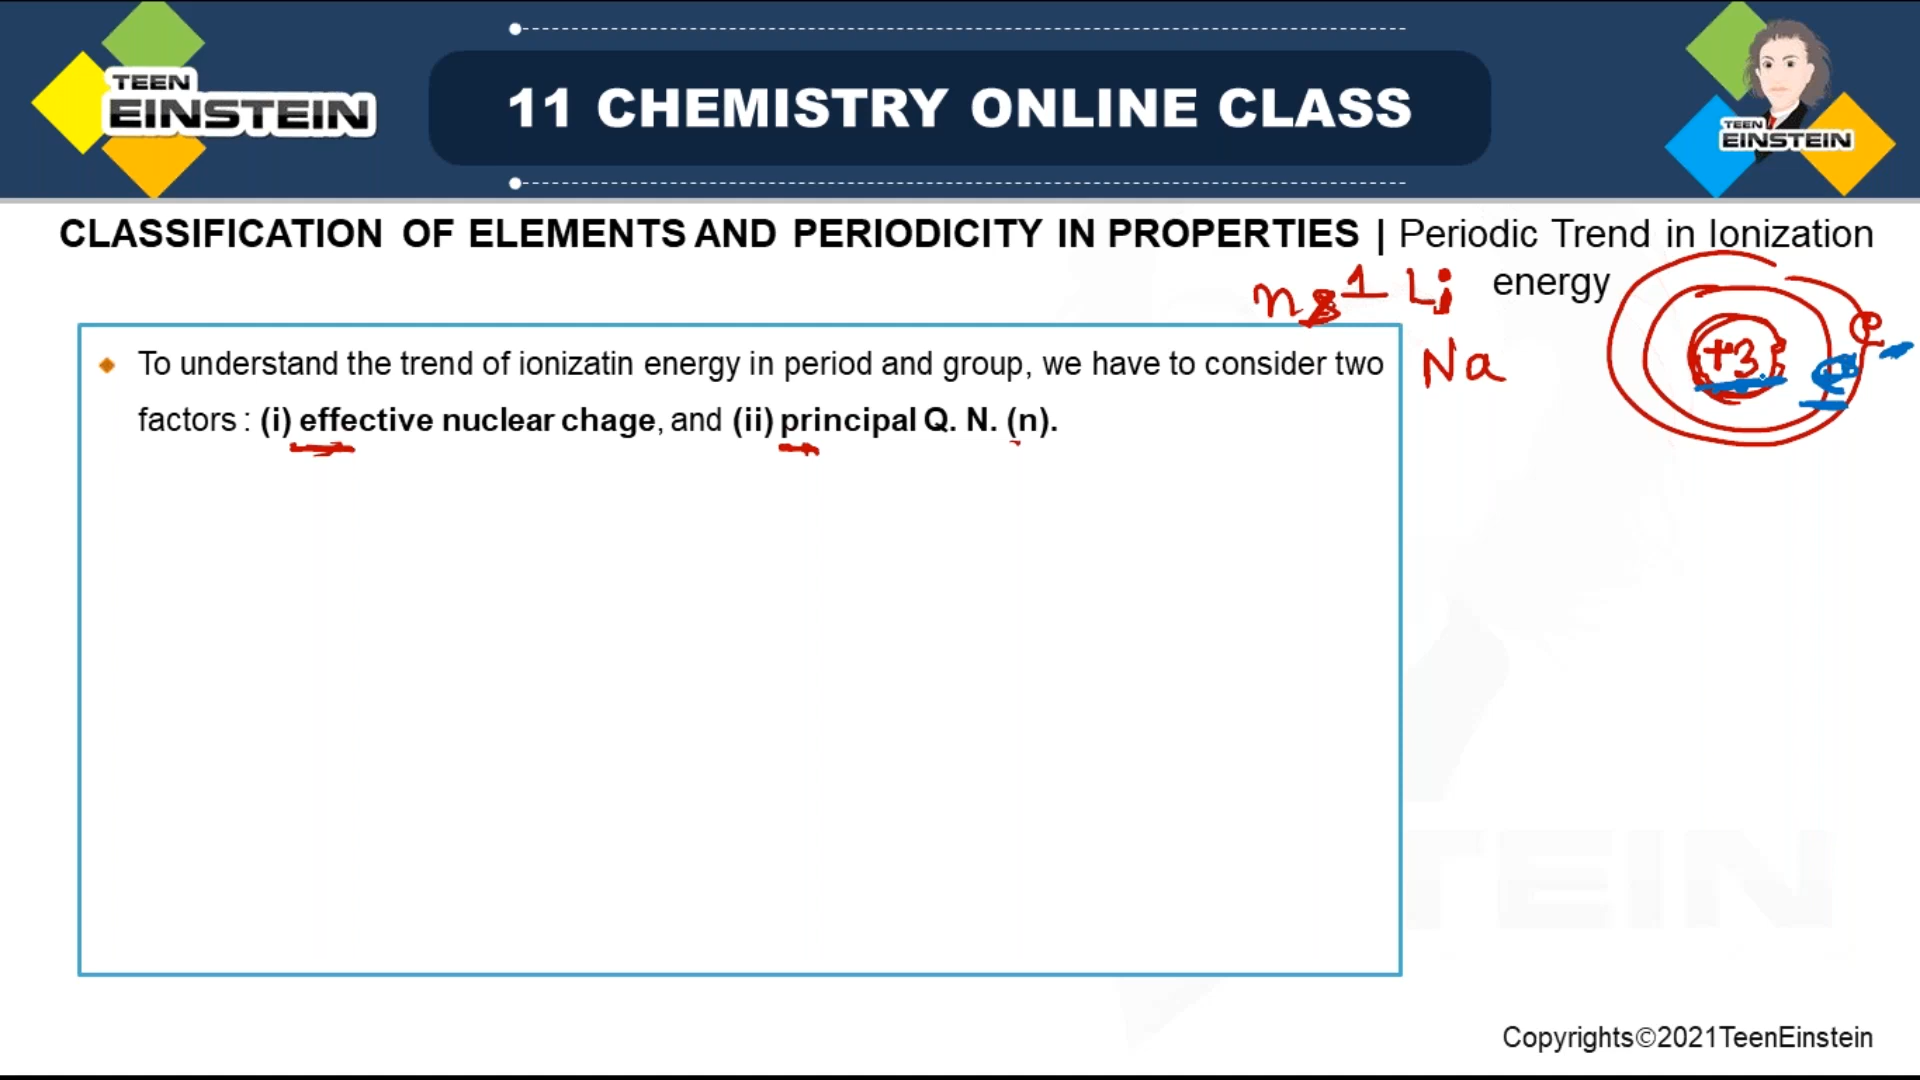 TEEN
EINSTEIN
11 CHEMISTRY ONLINE CLASS
TEEN
EINSTEIN
CLASSIFICATION OF ELEMENTS AND PERIODICITY IN PROPERTIES | Periodic Trend in Ionization
energy
ns¹ Li
Na
+3
e
e⁻
To understand the trend of ionizatin energy in period and group, we have to consider two
factors : (i) effective nuclear chage, and (ii) principal Q. N. (n).
TEIN
Copyrights©2021TeenEinstein